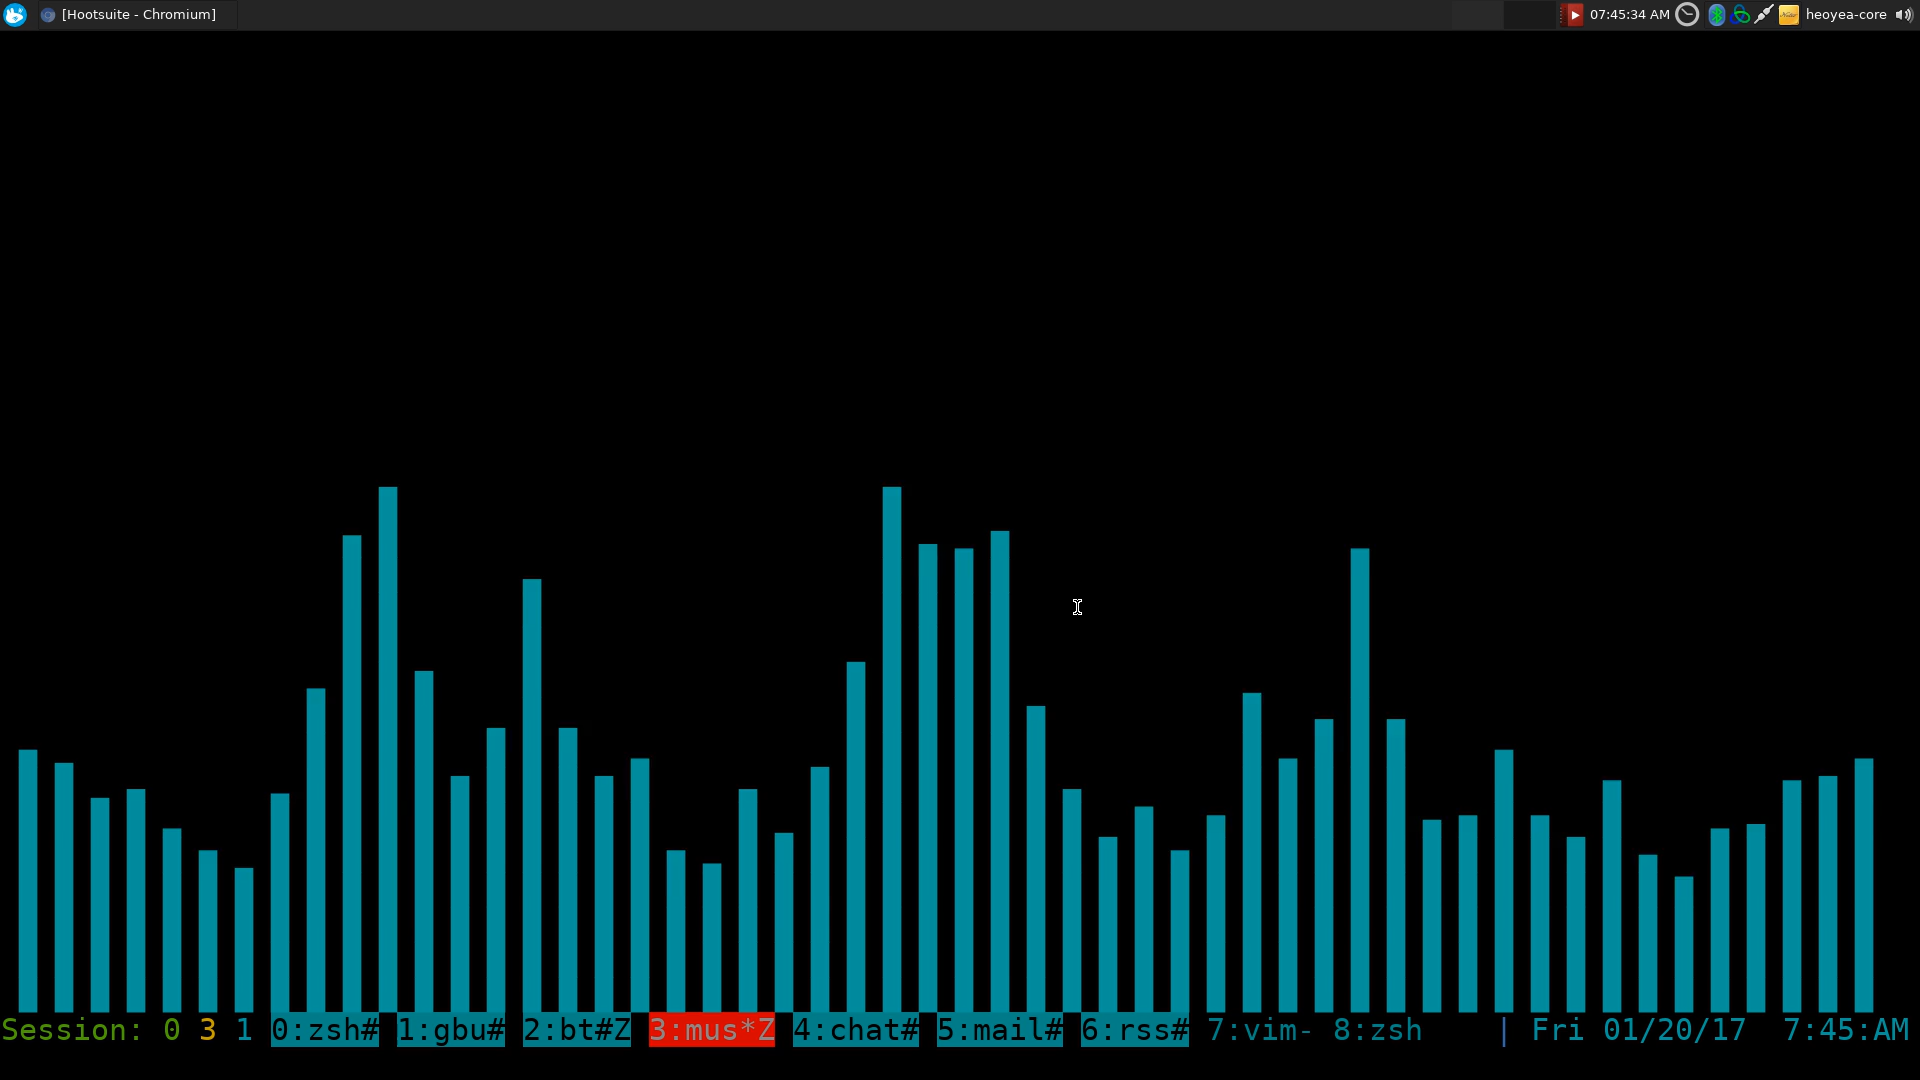 [Hootsuite - Chromium] 07:45:34 AM heoyea-core
Session: 0 3 1 0:zsh# 1:gbu# 2:bt#Z 3:mus*Z 4:chat# 5:mail# 6:rss# 7:vim- 8:zsh | Fri 01/20/17 7:45:AM